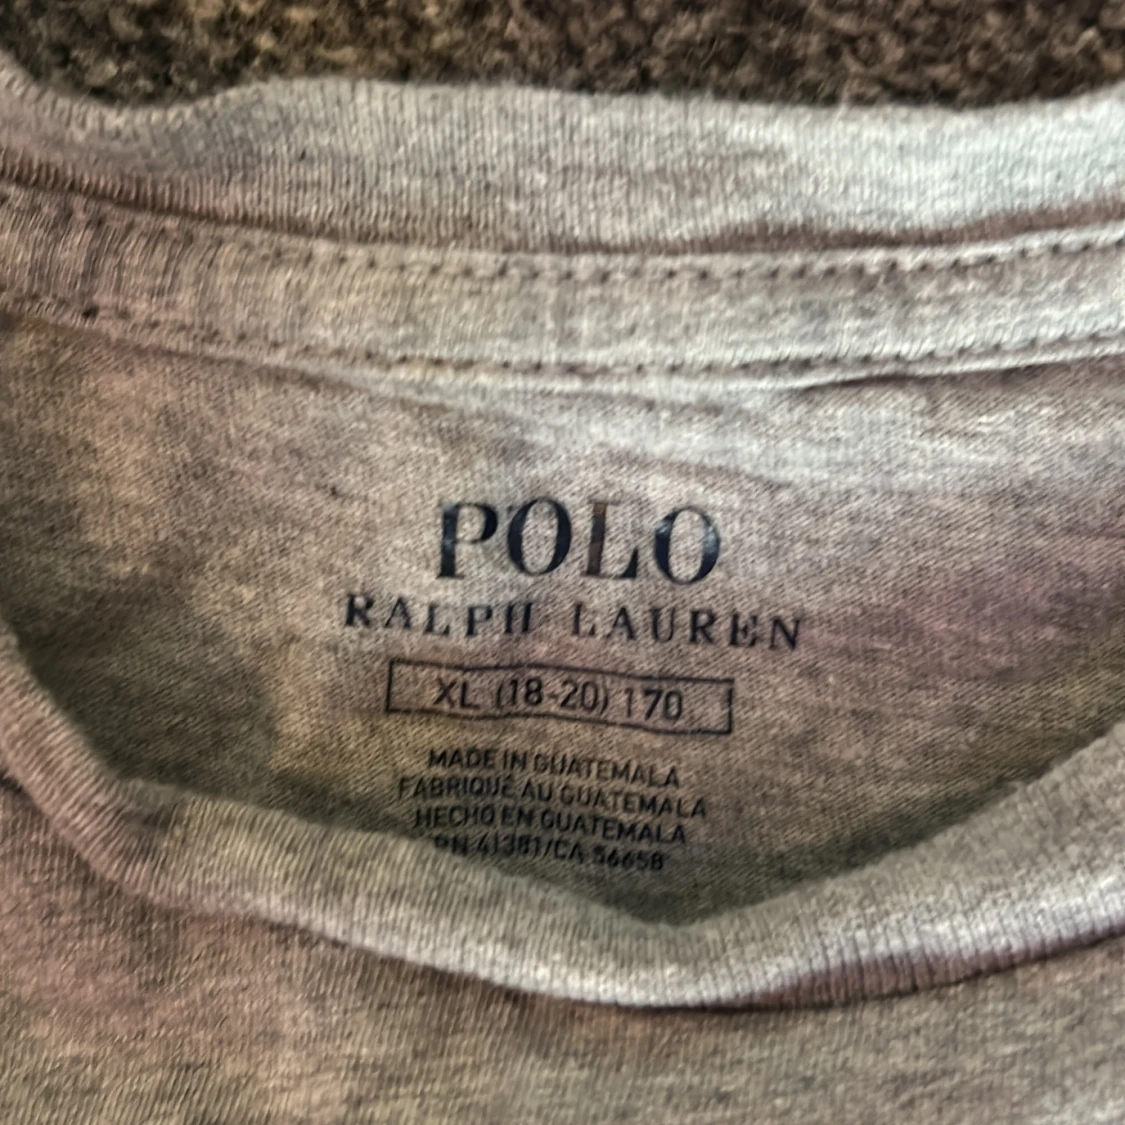 POLO
RALPH LAUREN
XL (18-20) 170
MADE IN GUATEMALA
FABRIQUÉ AU GUATEMALA
HECHO EN GUATEMALA
RN 41381/CA 56658